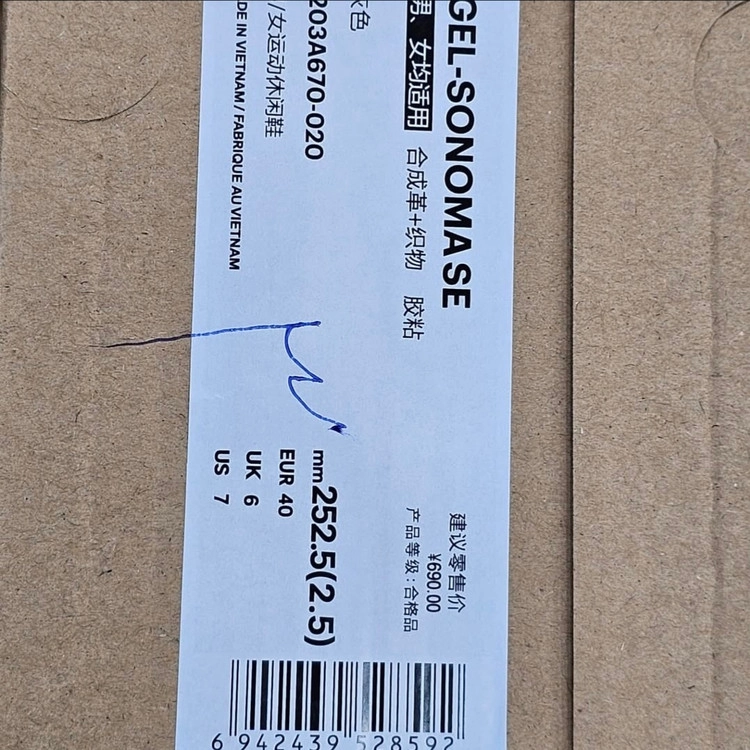 GEL-SONOMA SE
男、女均适用 合成革+织物 胶粘
灰色
203A670-020
/女运动休闲鞋
DE IN VIETNAM / FABRIQUE AU VIETNAM
建议零售价
¥690.00
产品等级:合格品
mm 252.5(2.5)
EUR 40
UK 6
US 7
6 942439 528592